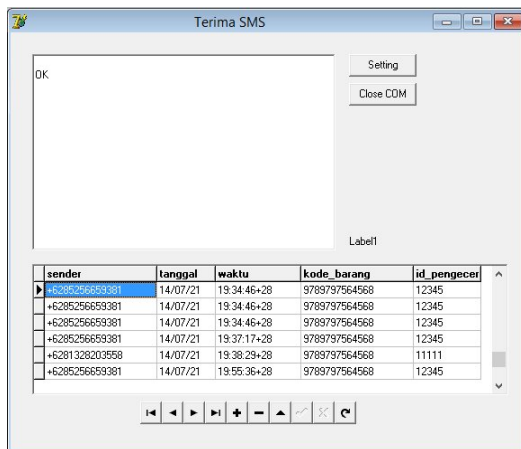 Terima SMS
OK
Setting
Close COM
Label1
sender tanggal waktu kode_barang id_pengecer
+6285256659381 14/07/21 19:34:46+28 9789797564568 12345
+6285256659381 14/07/21 19:34:46+28 9789797564568 12345
+6285256659381 14/07/21 19:34:46+28 9789797564568 12345
+6285256659381 14/07/21 19:37:17+28 9789797564568 12345
+6281328203558 14/07/21 19:38:29+28 9789797564568 11111
+6285256659381 14/07/21 19:55:36+28 9789797564568 12345